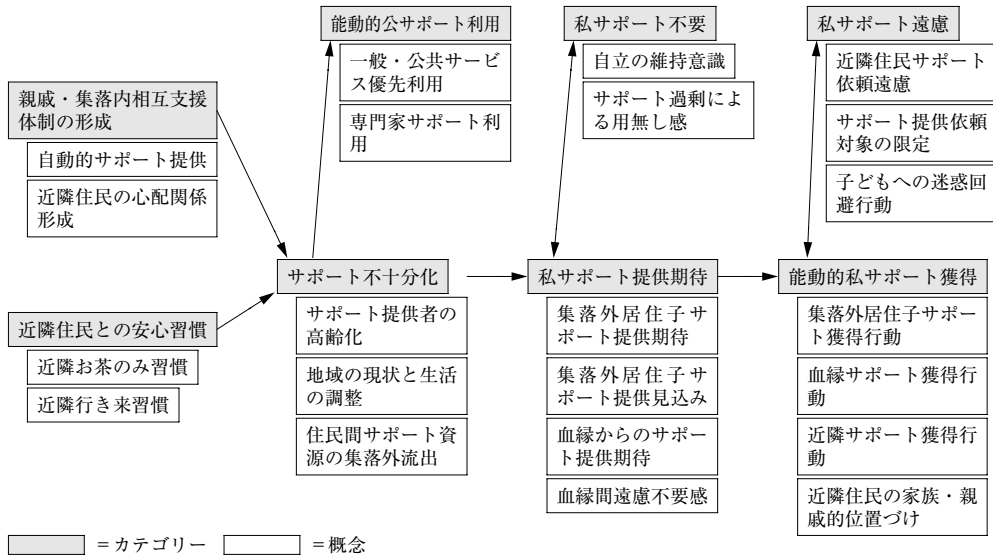 能動的公サポート利用
一般・公共サービ
ス優先利用
専門家サポート利
用
私サポート不要
自立の維持意識
サポート過剰によ
る用無し感
私サポート遠慮
近隣住民サポート
依頼遠慮
サポート提供依頼
対象の限定
子どもへの迷惑回
避行動
親戚・集落内相互支援
体制の形成
自動的サポート提供
近隣住民の心配関係
形成
近隣住民との安心習慣
近隣お茶のみ習慣
近隣行き来習慣
サポート不十分化
サポート提供者の
高齢化
地域の現状と生活
の調整
住民間サポート資
源の集落外流出
私サポート提供期待
集落外居住子サ
ポート提供期待
集落外居住子サ
ポート提供見込み
血縁からのサポー
ト提供期待
血縁間遠慮不要感
能動的私サポート獲得
集落外居住子サポー
ト獲得行動
血縁サポート獲得行
動
近隣サポート獲得行
動
近隣住民の家族・親
戚的位置づけ
＝カテゴリー ＝概念